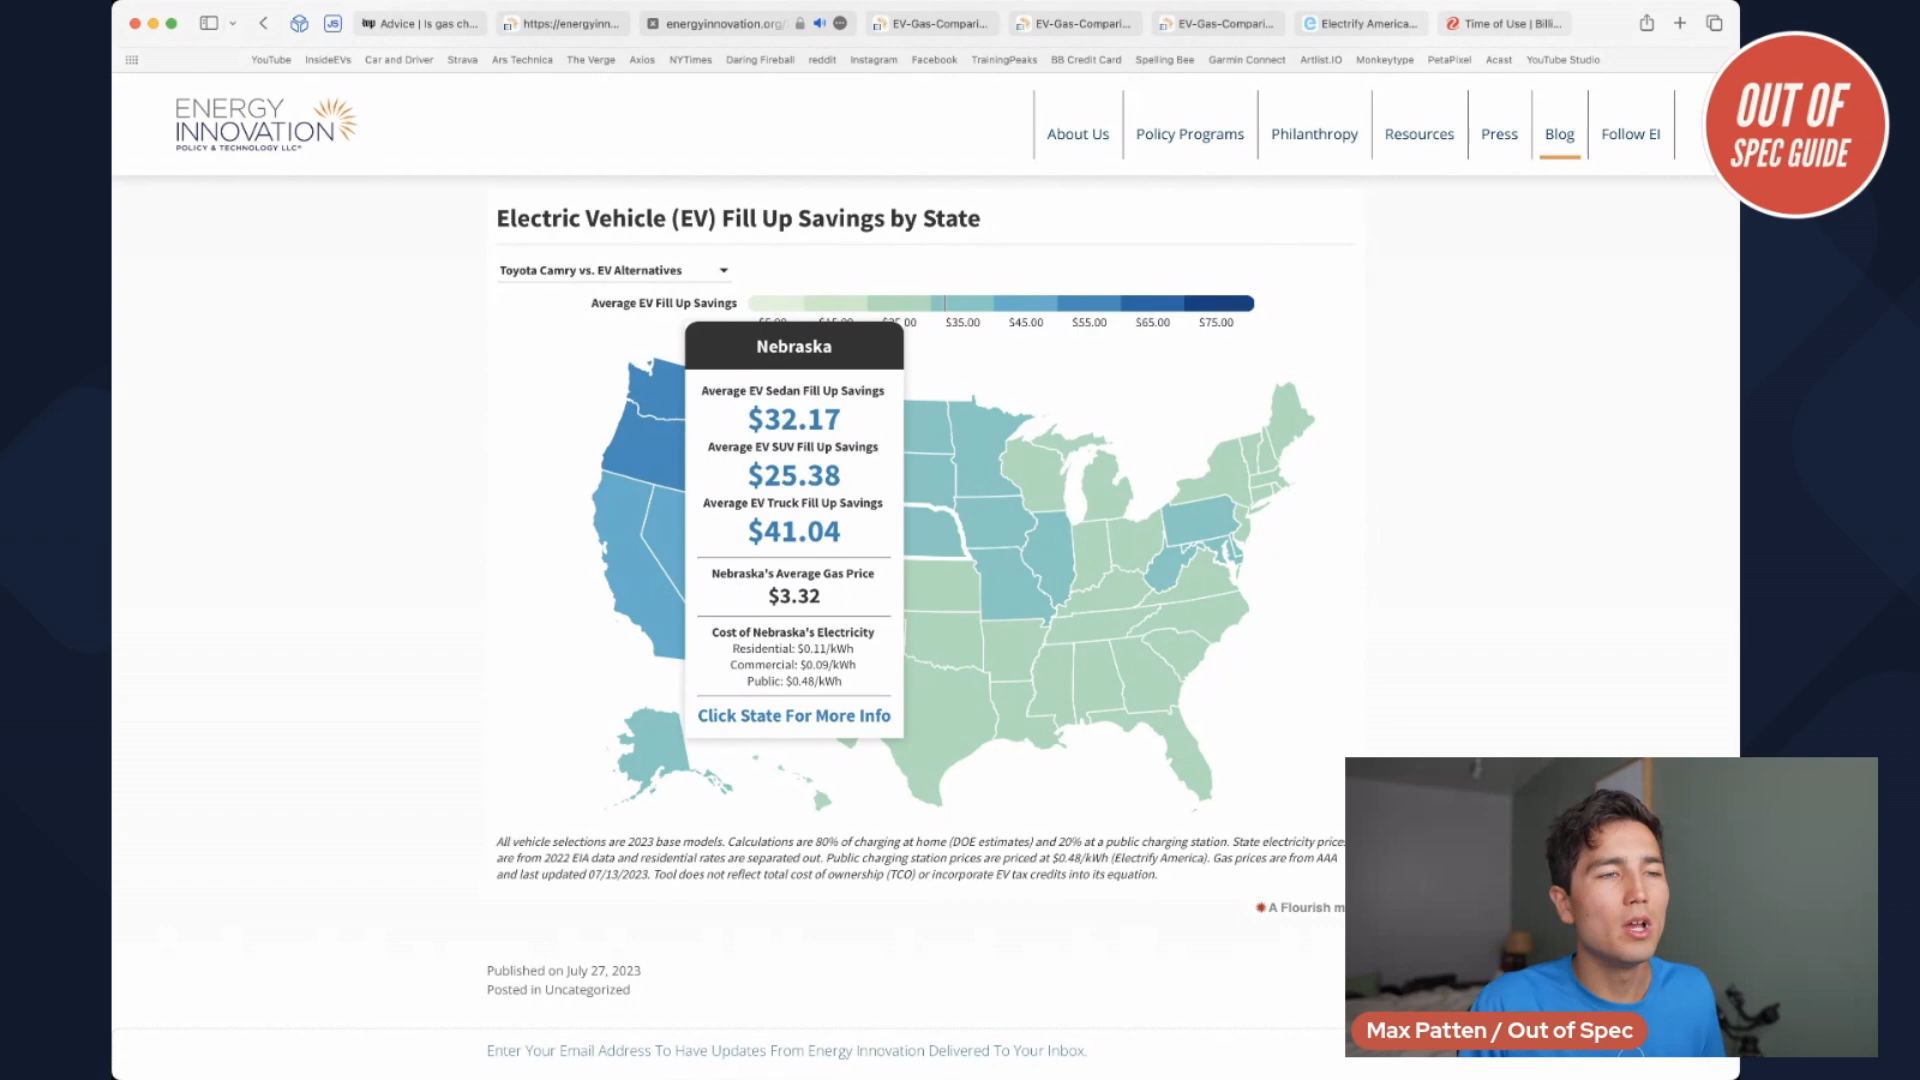 JS
wp Advice | Is gas ch...
https://energyinn...
energyinnovation.org/
EV-Gas-Compari...
EV-Gas-Compari...
EV-Gas-Compari...
Electrify America...
Time of Use | Billi...
YouTube InsideEVs Car and Driver Strava Ars Technica The Verge Axios NYTimes Daring Fireball reddit Instagram Facebook TrainingPeaks BB Credit Card Spelling Bee Garmin Connect Artlist.IO Monkeytype PetaPixel Acast YouTube Studio
ENERGY
INNOVATION
POLICY & TECHNOLOGY LLC®
About Us Policy Programs Philanthropy Resources Press Blog Follow EI
OUT OF
SPEC GUIDE
Electric Vehicle (EV) Fill Up Savings by State
Toyota Camry vs. EV Alternatives
Average EV Fill Up Savings
$35.00 $45.00 $55.00 $65.00 $75.00
Nebraska
Average EV Sedan Fill Up Savings
$32.17
Average EV SUV Fill Up Savings
$25.38
Average EV Truck Fill Up Savings
$41.04
Nebraska's Average Gas Price
$3.32
Cost of Nebraska's Electricity
Residential: $0.11/kWh
Commercial: $0.09/kWh
Public: $0.48/kWh
Click State For More Info
All vehicle selections are 2023 base models. Calculations are 80% of charging at home (DOE estimates) and 20% at a public charging station. State electricity prices
are from 2022 EIA data and residential rates are separated out. Public charging station prices are priced at $0.48/kWh (Electrify America). Gas prices are from AAA
and last updated 07/13/2023. Tool does not reflect total cost of ownership (TCO) or incorporate EV tax credits into its equation.
A Flourish m
Published on July 27, 2023
Posted in Uncategorized
Enter Your Email Address To Have Updates From Energy Innovation Delivered To Your Inbox.
Max Patten / Out of Spec